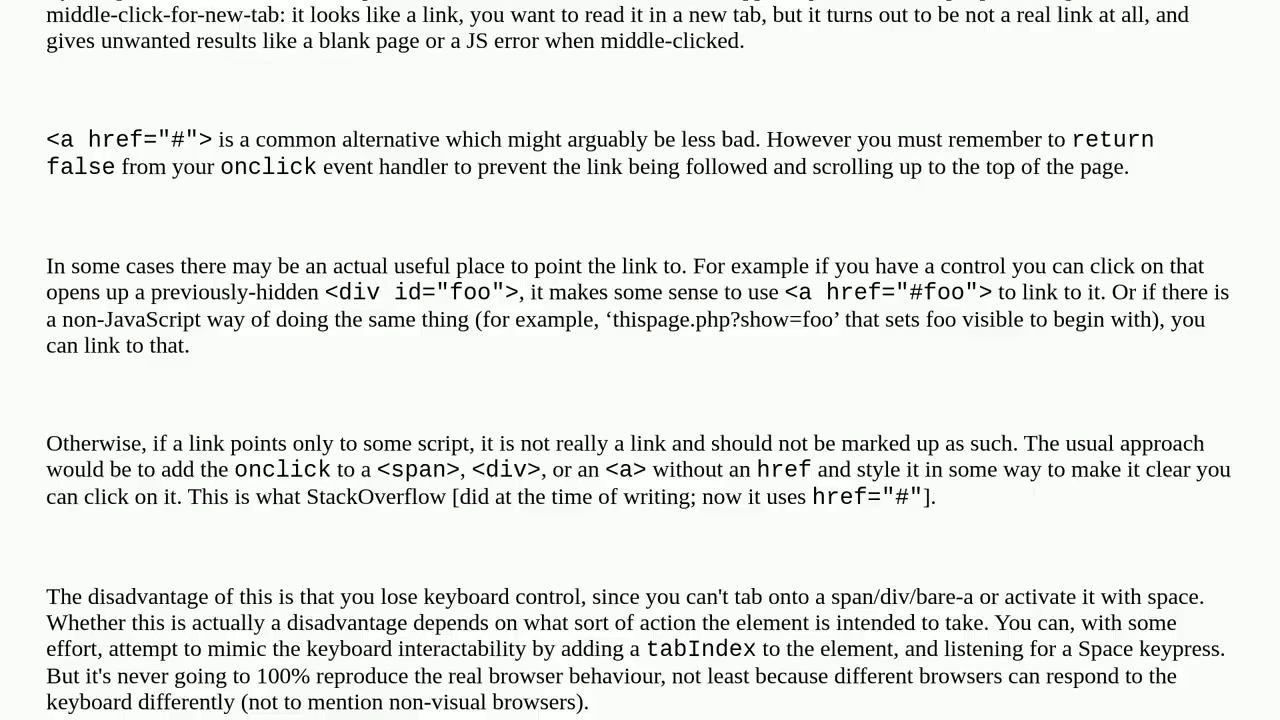 middle-click-for-new-tab: it looks like a link, you want to read it in a new tab, but it turns out to be not a real link at all, and
gives unwanted results like a blank page or a JS error when middle-clicked.
<a href="#"> is a common alternative which might arguably be less bad. However you must remember to return
false from your onclick event handler to prevent the link being followed and scrolling up to the top of the page.
In some cases there may be an actual useful place to point the link to. For example if you have a control you can click on that
opens up a previously-hidden <div id="foo">, it makes some sense to use <a href="#foo"> to link to it. Or if there is
a non-JavaScript way of doing the same thing (for example, ‘thispage.php?show=foo’ that sets foo visible to begin with), you
can link to that.
Otherwise, if a link points only to some script, it is not really a link and should not be marked up as such. The usual approach
would be to add the onclick to a <span>, <div>, or an <a> without an href and style it in some way to make it clear you
can click on it. This is what StackOverflow [did at the time of writing; now it uses href="#"].
The disadvantage of this is that you lose keyboard control, since you can't tab onto a span/div/bare-a or activate it with space.
Whether this is actually a disadvantage depends on what sort of action the element is intended to take. You can, with some
effort, attempt to mimic the keyboard interactability by adding a tabIndex to the element, and listening for a Space keypress.
But it's never going to 100% reproduce the real browser behaviour, not least because different browsers can respond to the
keyboard differently (not to mention non-visual browsers).